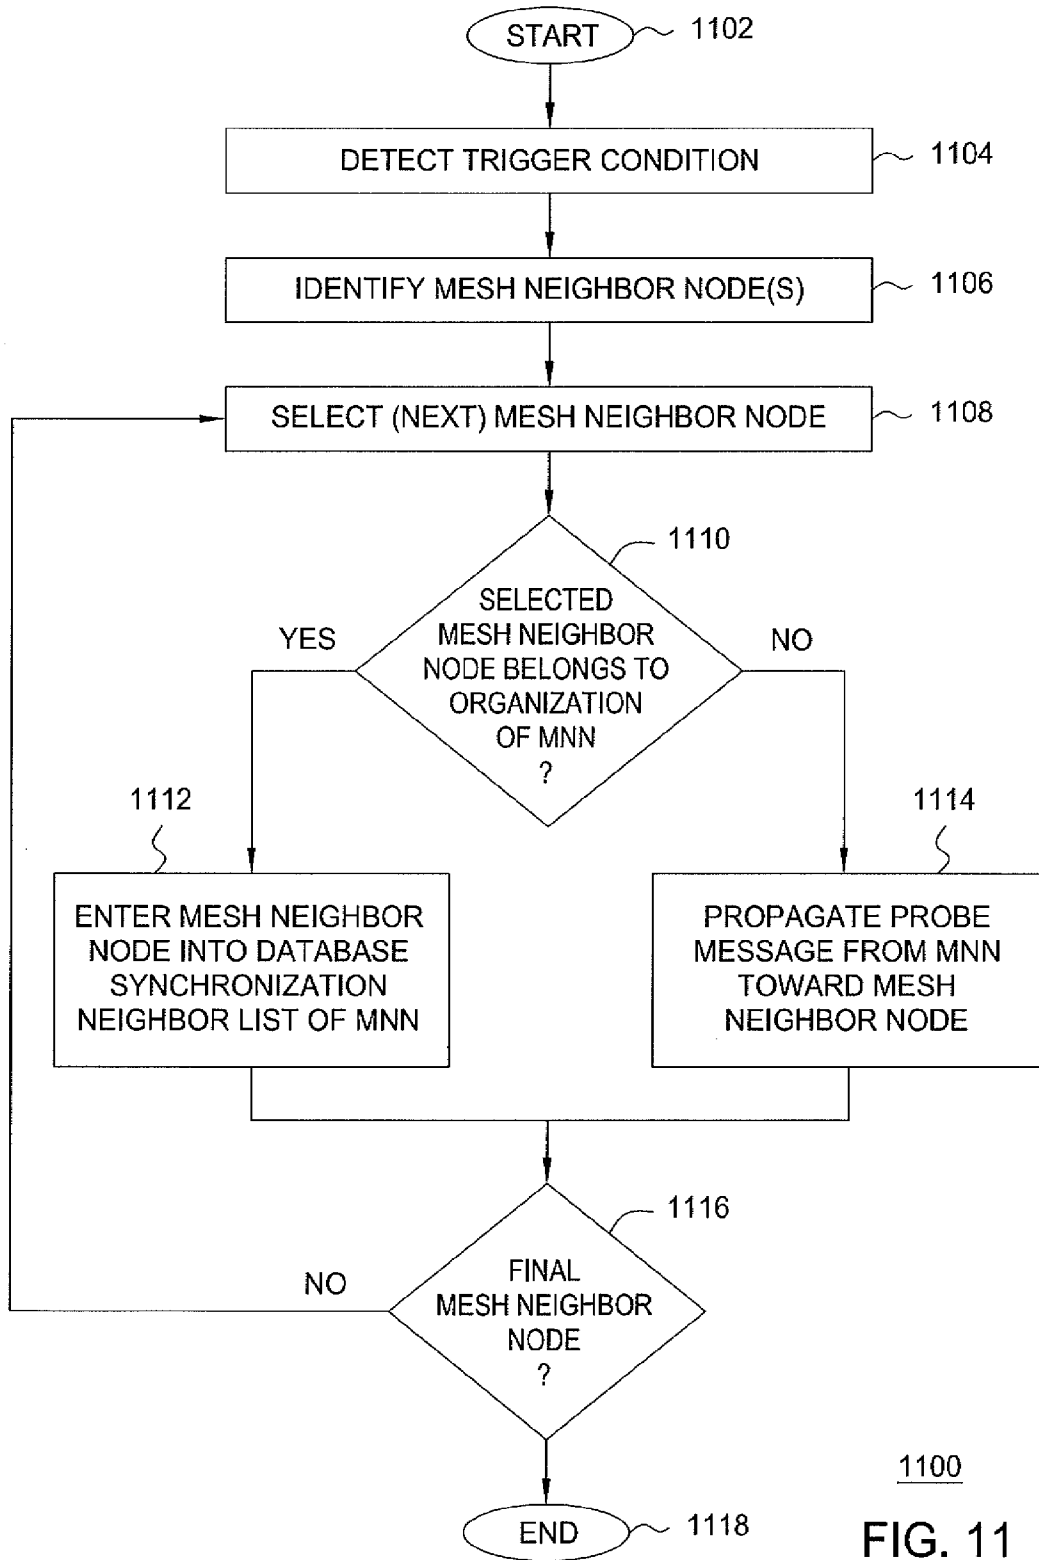 START
1102
DETECT TRIGGER CONDITION
1104
IDENTIFY MESH NEIGHBOR NODE(S)
1106
SELECT (NEXT) MESH NEIGHBOR NODE
1108
1110
SELECTED
MESH NEIGHBOR
NODE BELONGS TO
ORGANIZATION
OF MNN
?
YES
NO
1112
1114
ENTER MESH NEIGHBOR
NODE INTO DATABASE
SYNCHRONIZATION
NEIGHBOR LIST OF MNN
PROPAGATE PROBE
MESSAGE FROM MNN
TOWARD MESH
NEIGHBOR NODE
1116
FINAL
MESH NEIGHBOR
NODE
?
NO
END
1118
1100
FIG. 11